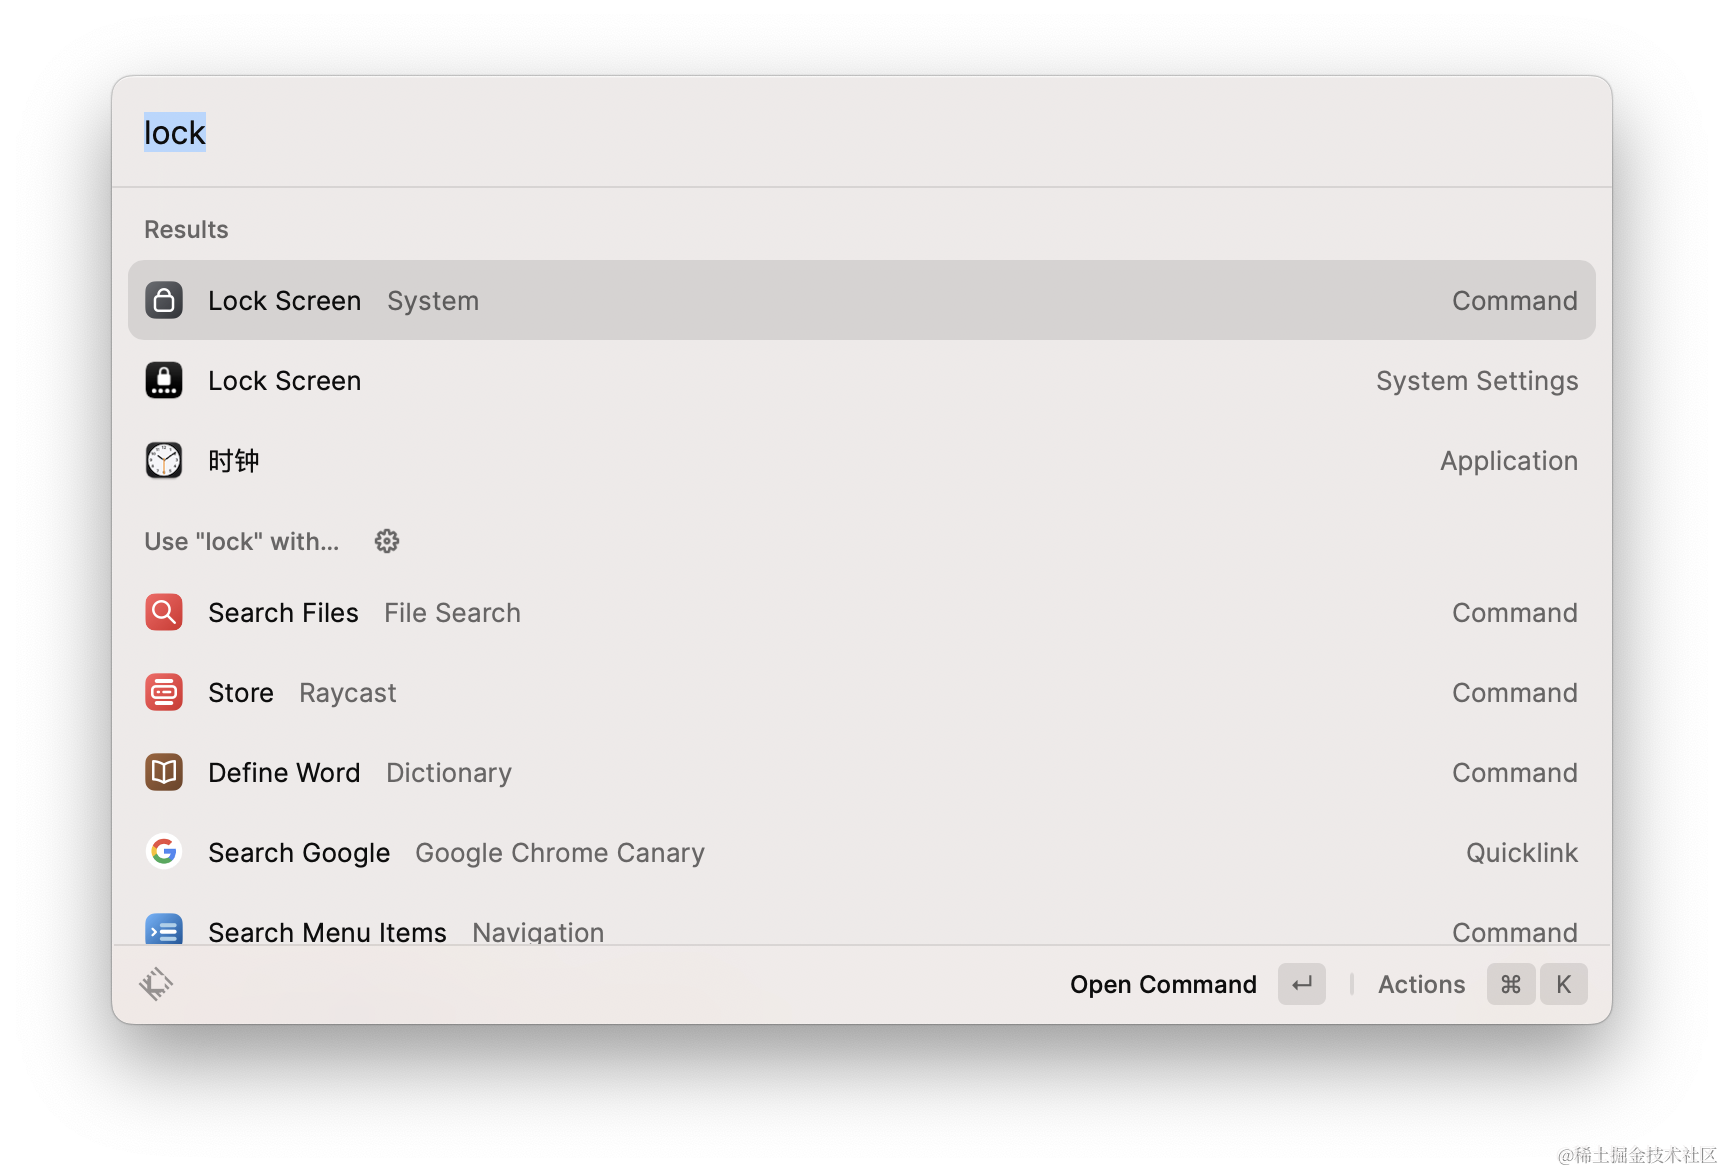 lock
Results
Lock Screen System Command
Lock Screen System Settings
时钟 Application
Use "lock" with...
Search Files File Search Command
Store Raycast Command
Define Word Dictionary Command
Search Google Google Chrome Canary Quicklink
Search Menu Items Navigation Command
Open Command ↵ Actions ⌘ K
@稀土掘金技术社区